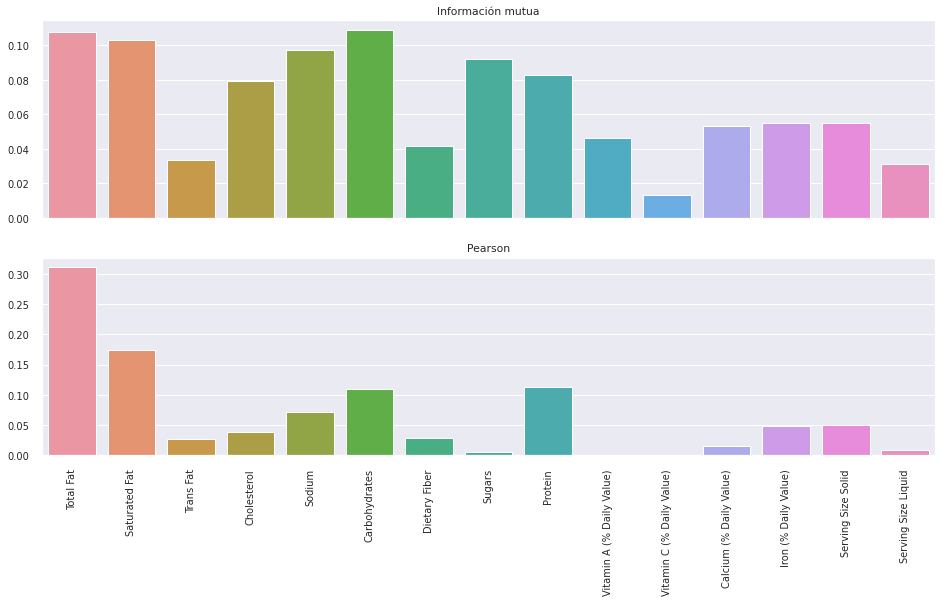 Información mutua
0.10
0.08
0.06
0.04
0.02
0.00
Pearson
0.30
0.25
0.20
0.15
0.10
0.05
0.00
Total Fat
Saturated Fat
Trans Fat
Cholesterol
Sodium
Carbohydrates
Dietary Fiber
Sugars
Protein
Vitamin A (% Daily Value)
Vitamin C (% Daily Value)
Calcium (% Daily Value)
Iron (% Daily Value)
Serving Size Solid
Serving Size Liquid